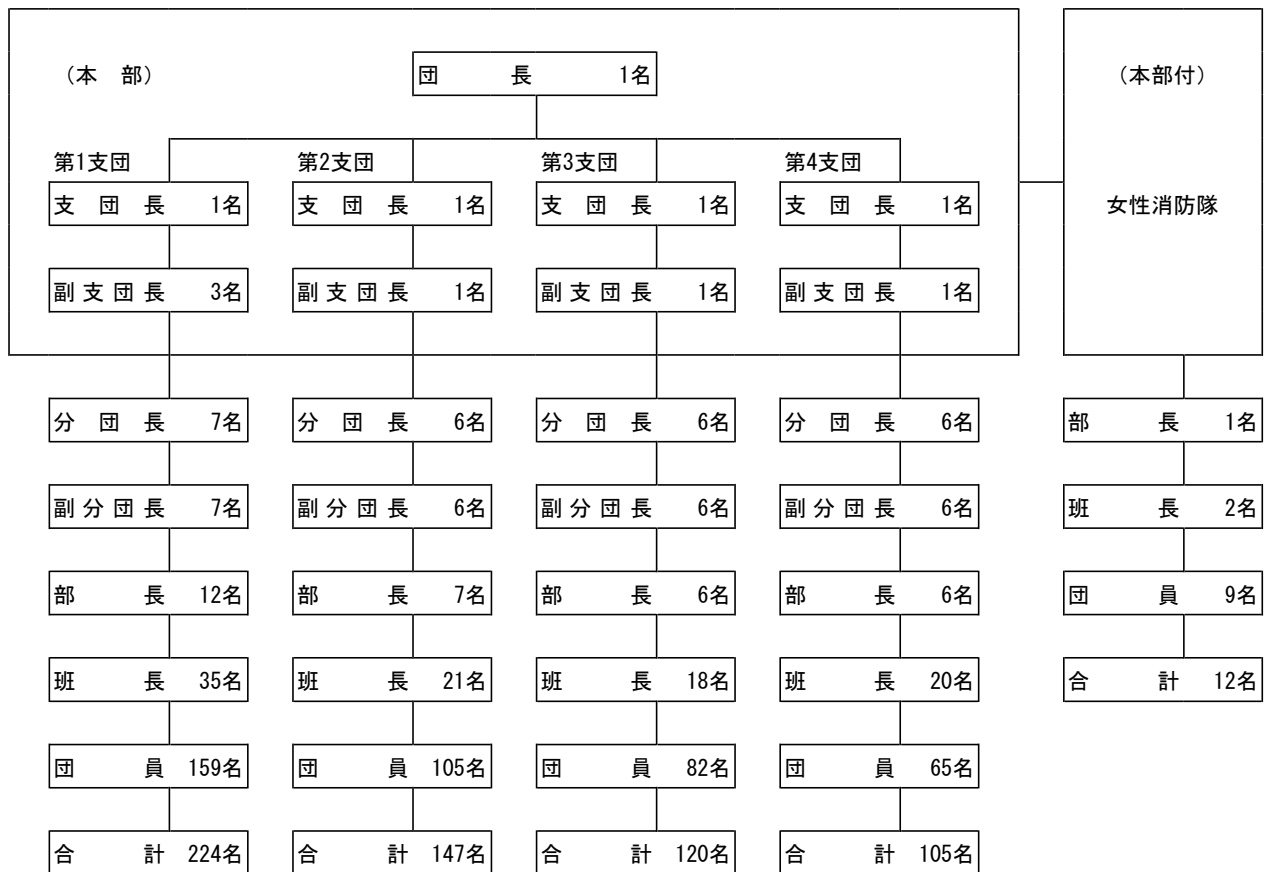 （本　部） 団　長　1名 （本部付）
第1支団 第2支団 第3支団 第4支団
支団長　1名 支団長　1名 支団長　1名 支団長　1名 女性消防隊
副支団長　3名 副支団長　1名 副支団長　1名 副支団長　1名
分団長　7名 分団長　6名 分団長　6名 分団長　6名 部　長　1名
副分団長　7名 副分団長　6名 副分団長　6名 副分団長　6名 班　長　2名
部　長　12名 部　長　7名 部　長　6名 部　長　6名 団　員　9名
班　長　35名 班　長　21名 班　長　18名 班　長　20名 合　計　12名
団　員　159名 団　員　105名 団　員　82名 団　員　65名
合　計　224名 合　計　147名 合　計　120名 合　計　105名